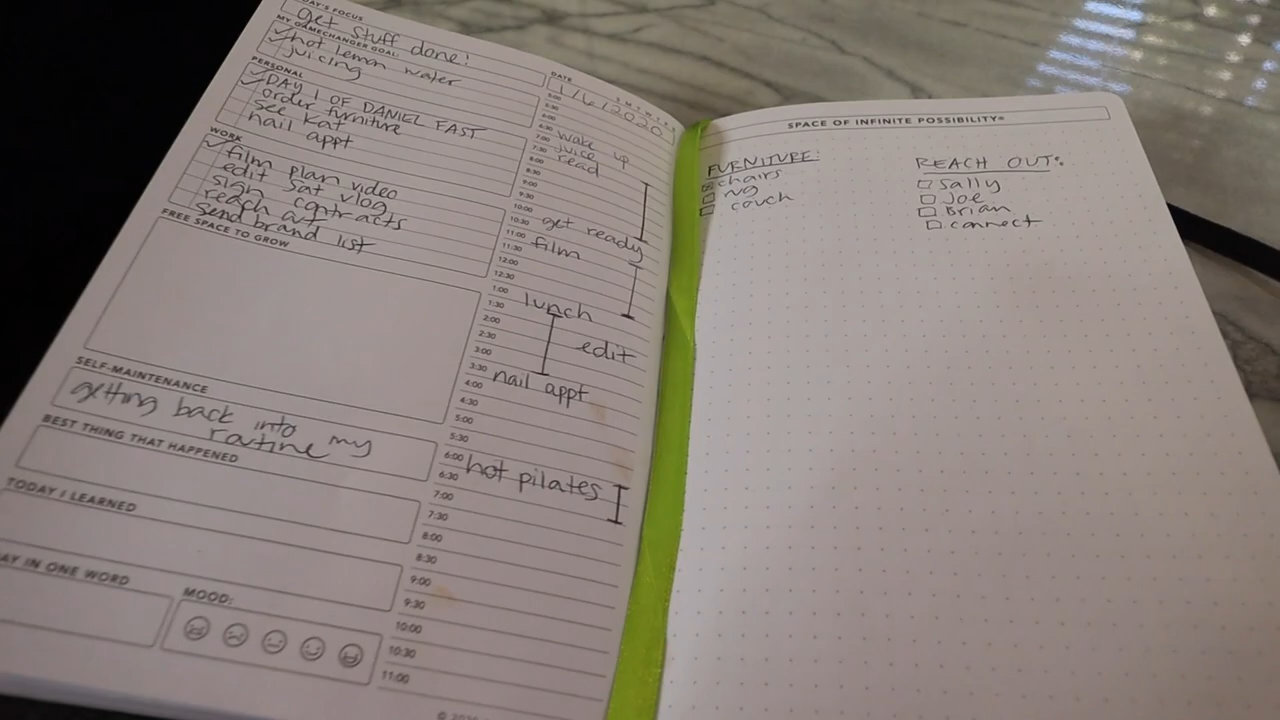 AY'S FOCUS
get stuff done!
MY GAMECHANGER GOAL:
hot lemon water
juicing
PERSONAL
DAY 1 OF DANIEL FAST
order furniture
see Kat
nail appt
WORK
film plan video
edit sat vlog
sign contracts
reach out
send brand list
FREE SPACE TO GROW
SELF-MAINTENANCE
getting back into my
routine
BEST THING THAT HAPPENED
TODAY I LEARNED
AY IN ONE WORD
MOOD:
DATE
S M T W T F
1/6/2020
5:00
5:30
6:00
6:30 wake up
7:00 juice
7:30 read
8:00
8:30
9:00
9:30
10:00 get ready
10:30
11:00 film
11:30
12:00
12:30
1:00 lunch
1:30
2:00 edit
2:30
3:00
3:30 nail appt
4:00
4:30
5:00
5:30
6:00 hot pilates
6:30
7:00
7:30
8:00
8:30
9:00
9:30
10:00
10:30
11:00
SPACE OF INFINITE POSSIBILITY®
FURNITURE:
chairs
rug
couch
REACH OUT:
Sally
Joe
Brian
connect